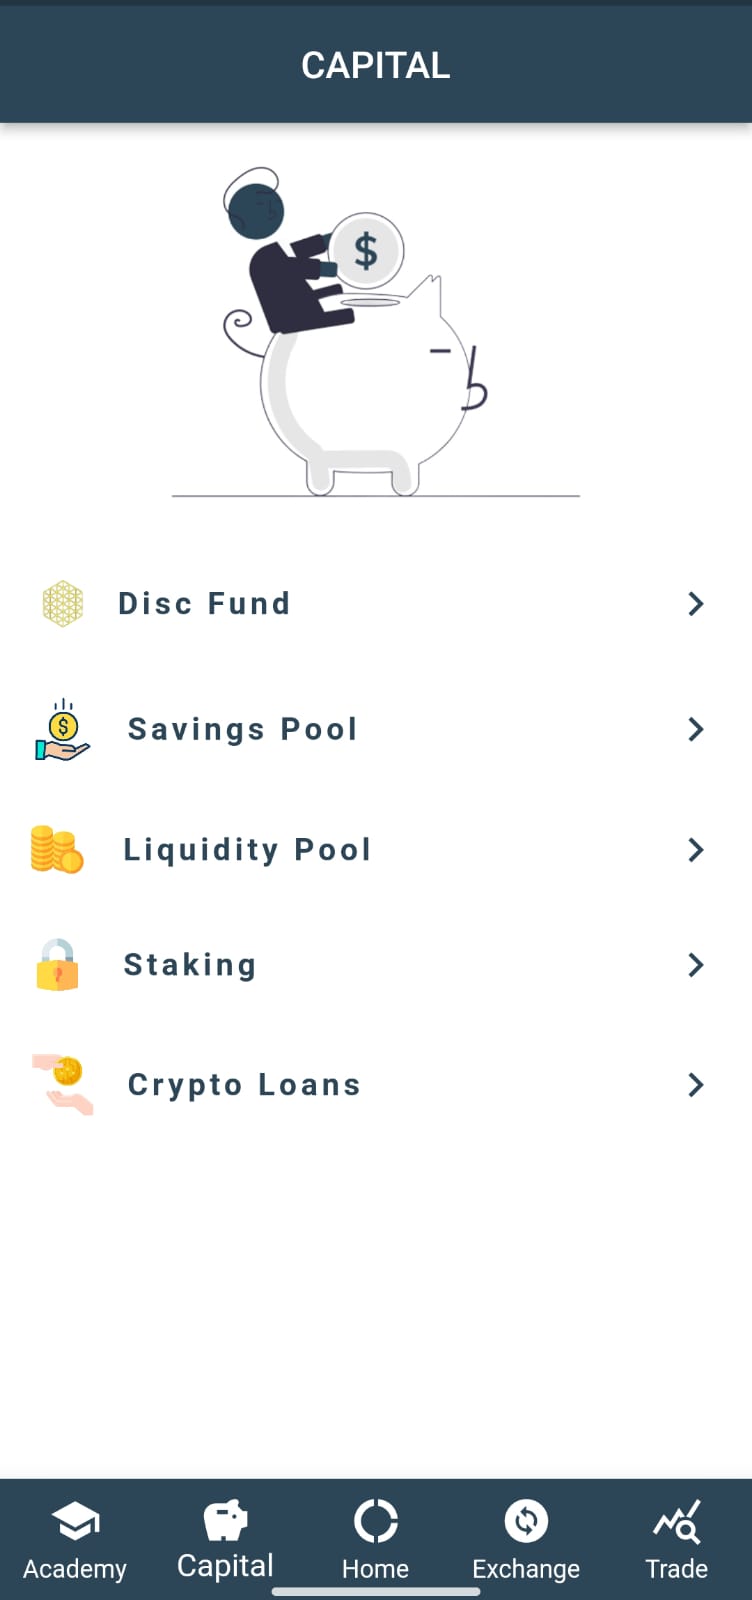 CAPITAL
$
Disc Fund
$
Savings Pool
Liquidity Pool
Staking
Crypto Loans
Academy
Capital
Home
Exchange
Trade